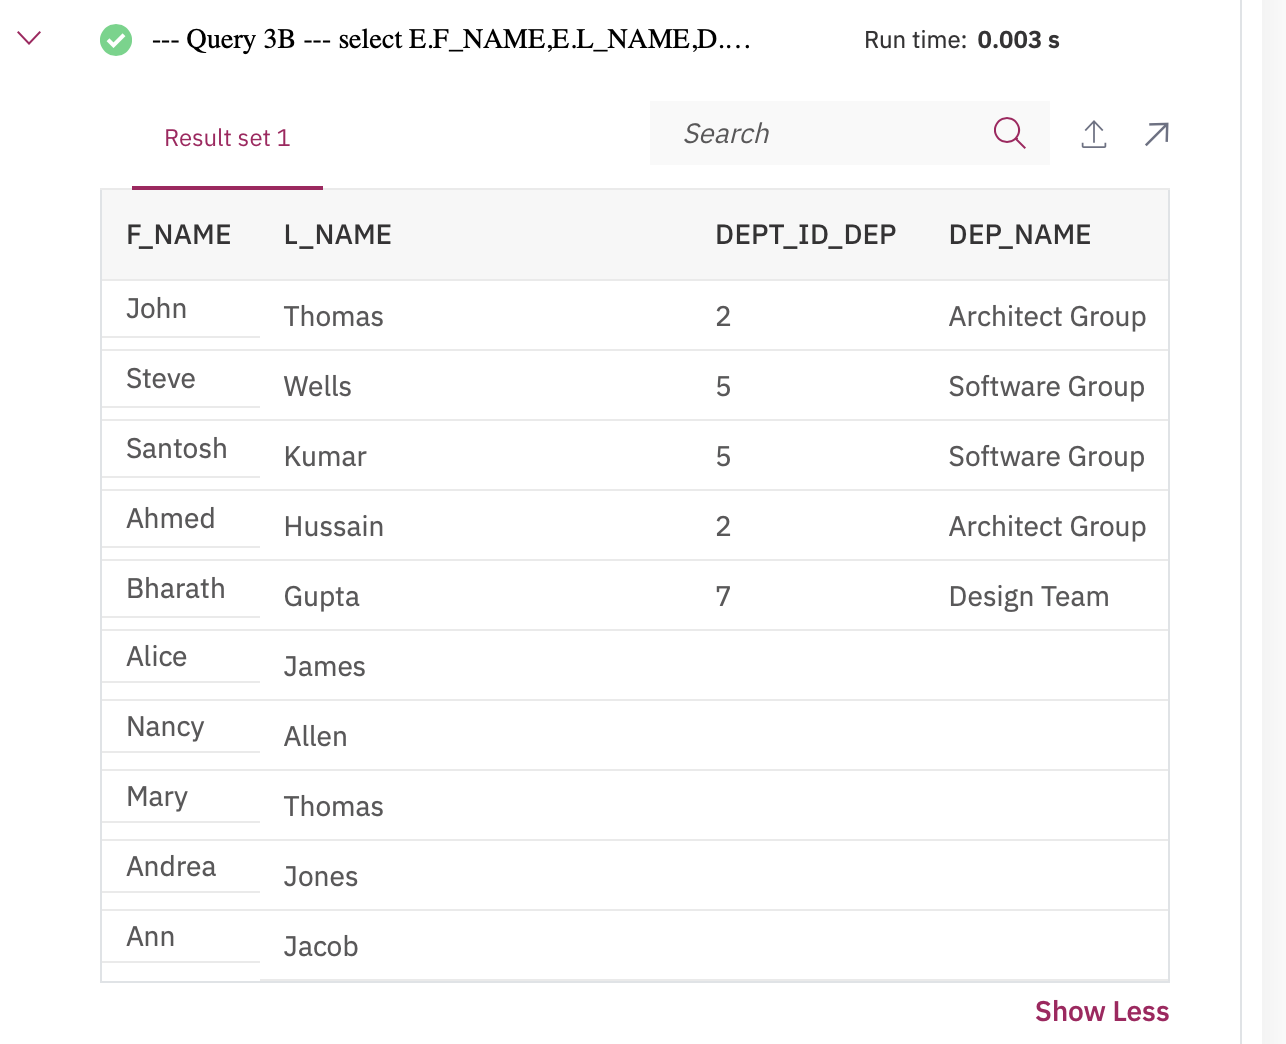 --- Query 3B --- select E.F_NAME,E.L_NAME,D.... Run time: 0.003 s
Result set 1 Search
F_NAME L_NAME DEPT_ID_DEP DEP_NAME
John Thomas 2 Architect Group
Steve Wells 5 Software Group
Santosh Kumar 5 Software Group
Ahmed Hussain 2 Architect Group
Bharath Gupta 7 Design Team
Alice James
Nancy Allen
Mary Thomas
Andrea Jones
Ann Jacob
Show Less